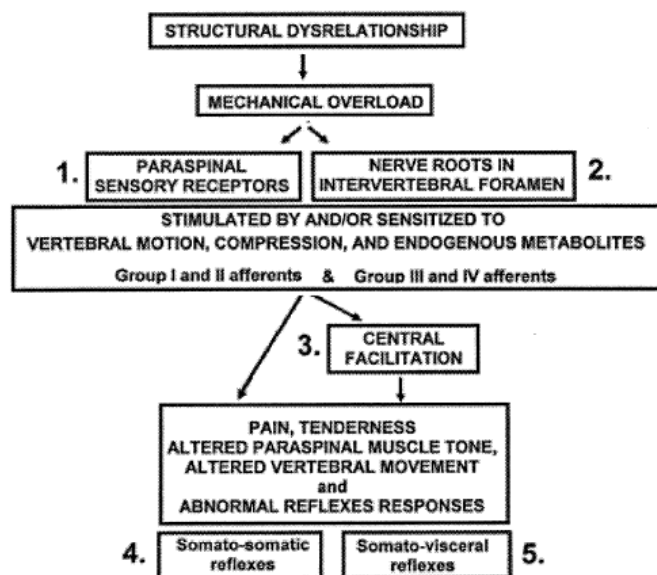 STRUCTURAL DYSRELATIONSHIP
MECHANICAL OVERLOAD
1.
PARASPINAL
SENSORY RECEPTORS
NERVE ROOTS IN
INTERVERTEBRAL FORAMEN
2.
STIMULATED BY AND/OR SENSITIZED TO
VERTEBRAL MOTION, COMPRESSION, AND ENDOGENOUS METABOLITES
Group I and II afferents & Group III and IV afferents
3.
CENTRAL
FACILITATION
PAIN, TENDERNESS
ALTERED PARASPINAL MUSCLE TONE,
ALTERED VERTEBRAL MOVEMENT
and
ABNORMAL REFLEXES RESPONSES
4.
Somato-somatic
reflexes
Somato-visceral
reflexes
5.